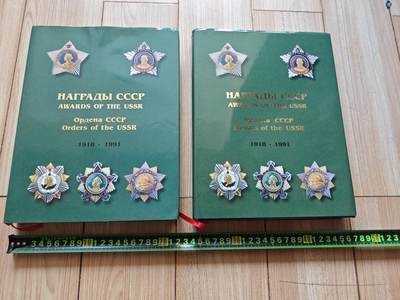 НАГРАДЫ СССР
AWARDS OF THE USSR
Ордена СССР
Orders of the USSR
1918 - 1991
НАГРАДЫ СССР
AWARDS OF THE USSR
Ордена СССР
Orders of the USSR
1918 - 1991